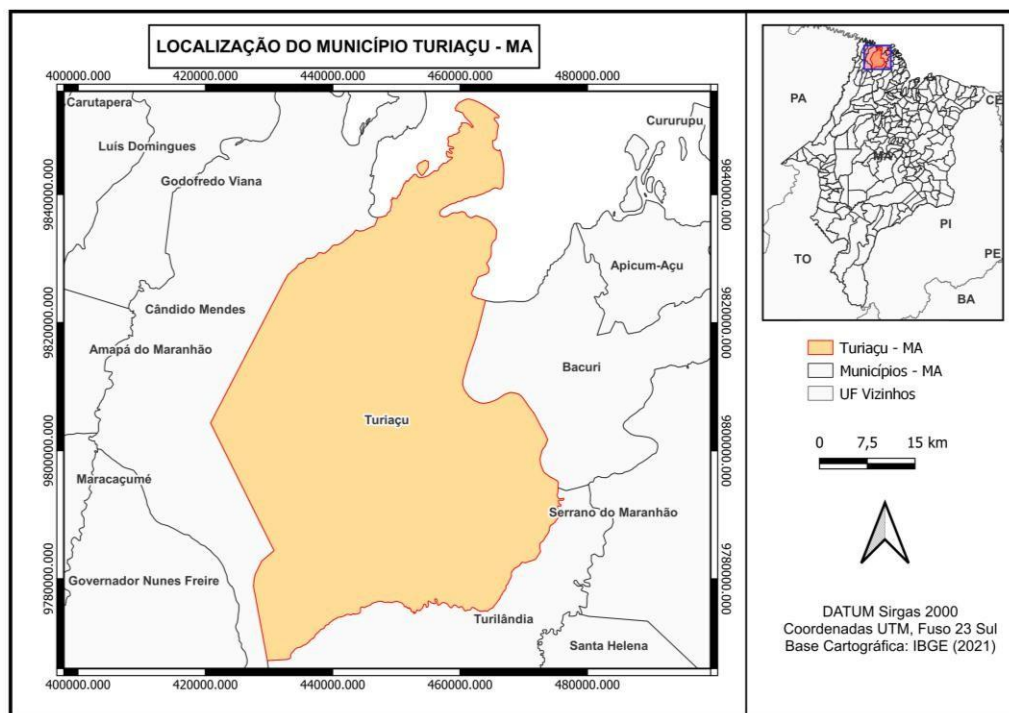 LOCALIZAÇÃO DO MUNICÍPIO TURIAÇU - MA
400000.000 420000.000 440000.000 460000.000 480000.000
9840000.000
9820000.000
9800000.000
9780000.000
Carutapera
Luís Domingues
Godofredo Viana
Cururupu
Apicum-Açu
Cândido Mendes
Amapá do Maranhão
Bacuri
Turiaçu
Maracaçumé
Serrano do Maranhão
Governador Nunes Freire
Turilândia
Santa Helena
9840000.000
9820000.000
9800000.000
9780000.000
400000.000 420000.000 440000.000 460000.000 480000.000
PA
CE
MA
PI
TO
PE
BA
Turiaçu - MA
Municípios - MA
UF Vizinhos
0 7,5 15 km
DATUM Sirgas 2000
Coordenadas UTM, Fuso 23 Sul
Base Cartográfica: IBGE (2021)